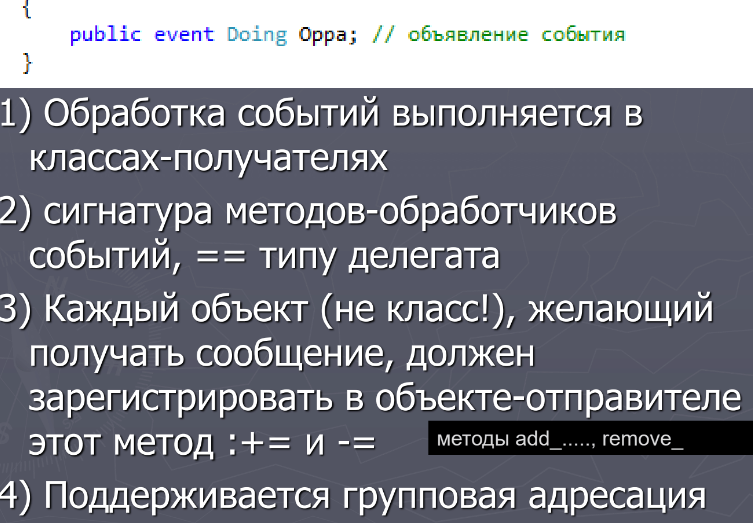 {
public event Doing Oppa; // объявление события
}
1) Обработка событий выполняется в
классах-получателях
2) сигнатура методов-обработчиков
событий, == типу делегата
3) Каждый объект (не класс!), желающий
получать сообщение, должен
зарегистрировать в объекте-отправителе
этот метод :+= и -=
методы add_....., remove_
4) Поддерживается групповая адресация